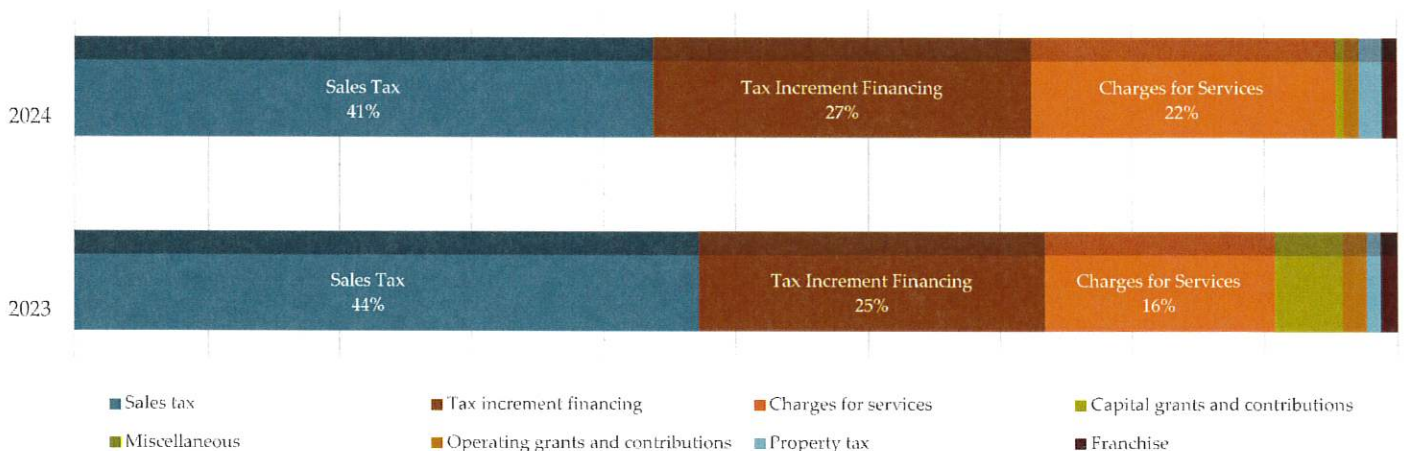 Sales Tax
41%
Tax Increment Financing
27%
Charges for Services
22%
2024
Sales Tax
44%
Tax Increment Financing
25%
Charges for Services
16%
2023
Sales tax
Tax increment financing
Charges for services
Capital grants and contributions
Miscellaneous
Operating grants and contributions
Property tax
Franchise